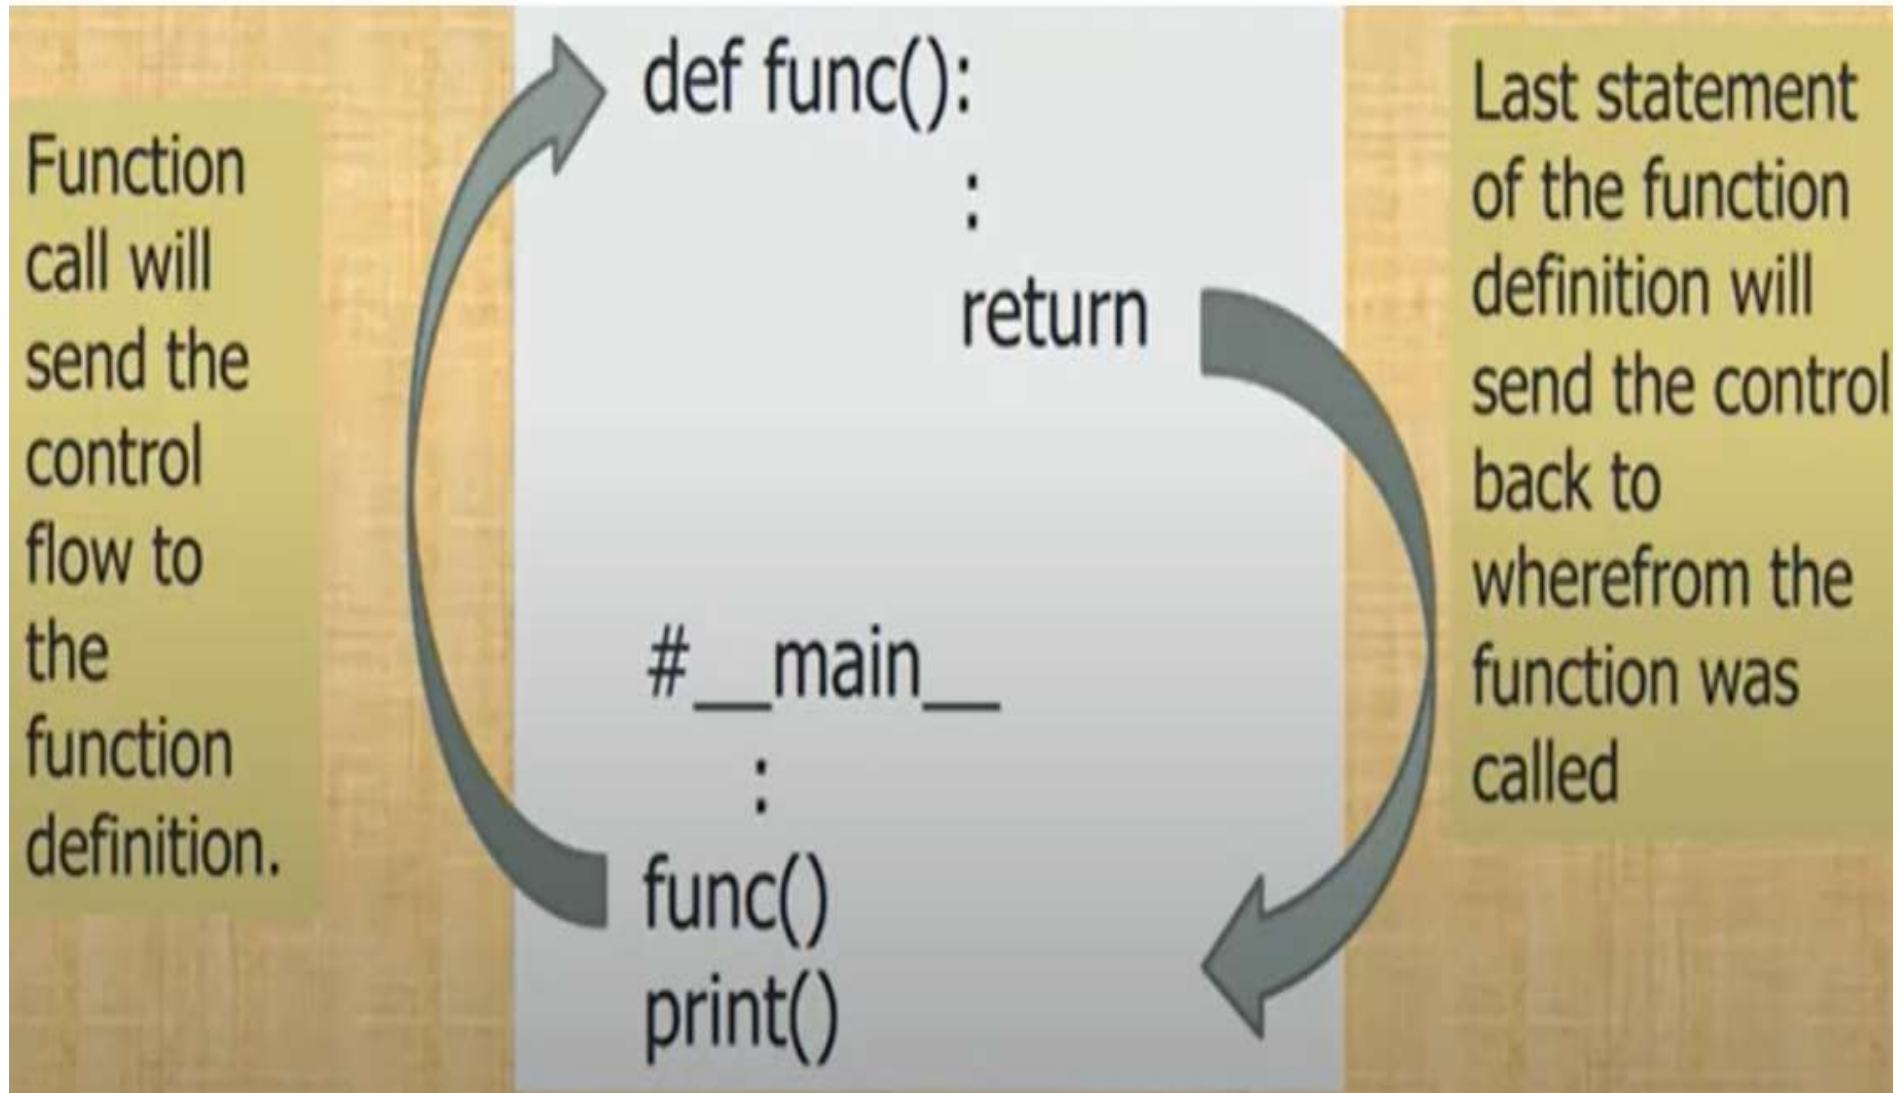 Function
call will
send the
control
flow to
the
function
definition.
def func():
:
return
#__main__
:
func()
print()
Last statement
of the function
definition will
send the control
back to
wherefrom the
function was
called